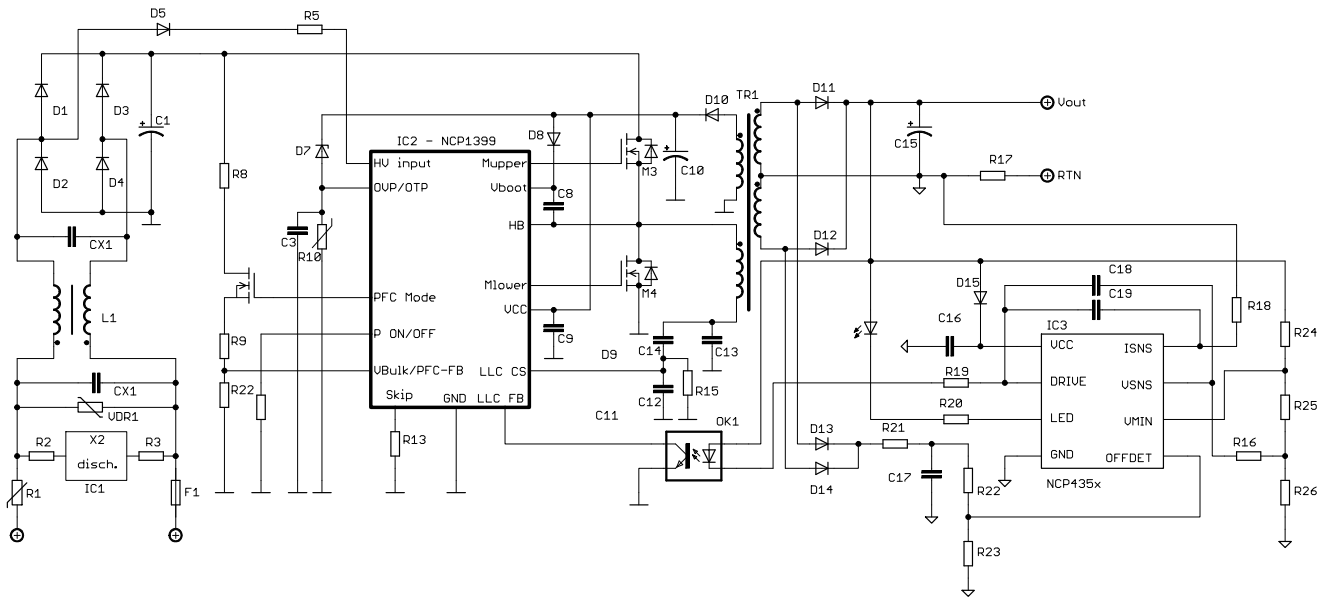 D5
R5
D1
D3
C1
D2
D4
CX1
L1
CX1
VDR1
R2
X2
disch.
R3
IC1
R1
F1
R8
R9
R22
D7
C3
R10
IC2 - NCP1399
HV input
OVP/OTP
PFC Mode
P ON/OFF
VBulk/PFC-FB
Skip
GND
LLC FB
Mupper
Vboot
HB
Mlower
VCC
LLC CS
R13
D8
C8
C9
M3
M4
C10
D10
TR1
D9
C14
C13
C12
R15
C11
OK1
D11
D12
C15
Vout
R17
RTN
D15
C16
C18
C19
R18
R24
R19
R20
IC3
VCC
DRIVE
LED
GND
ISNS
VSNS
VMIN
OFFDET
NCP435x
R25
R16
R26
D13
D14
R21
C17
R22
R23